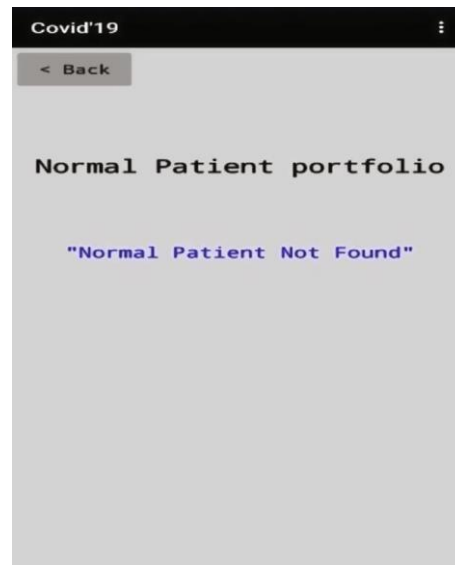 Covid'19
< Back
Normal Patient portfolio
"Normal Patient Not Found"